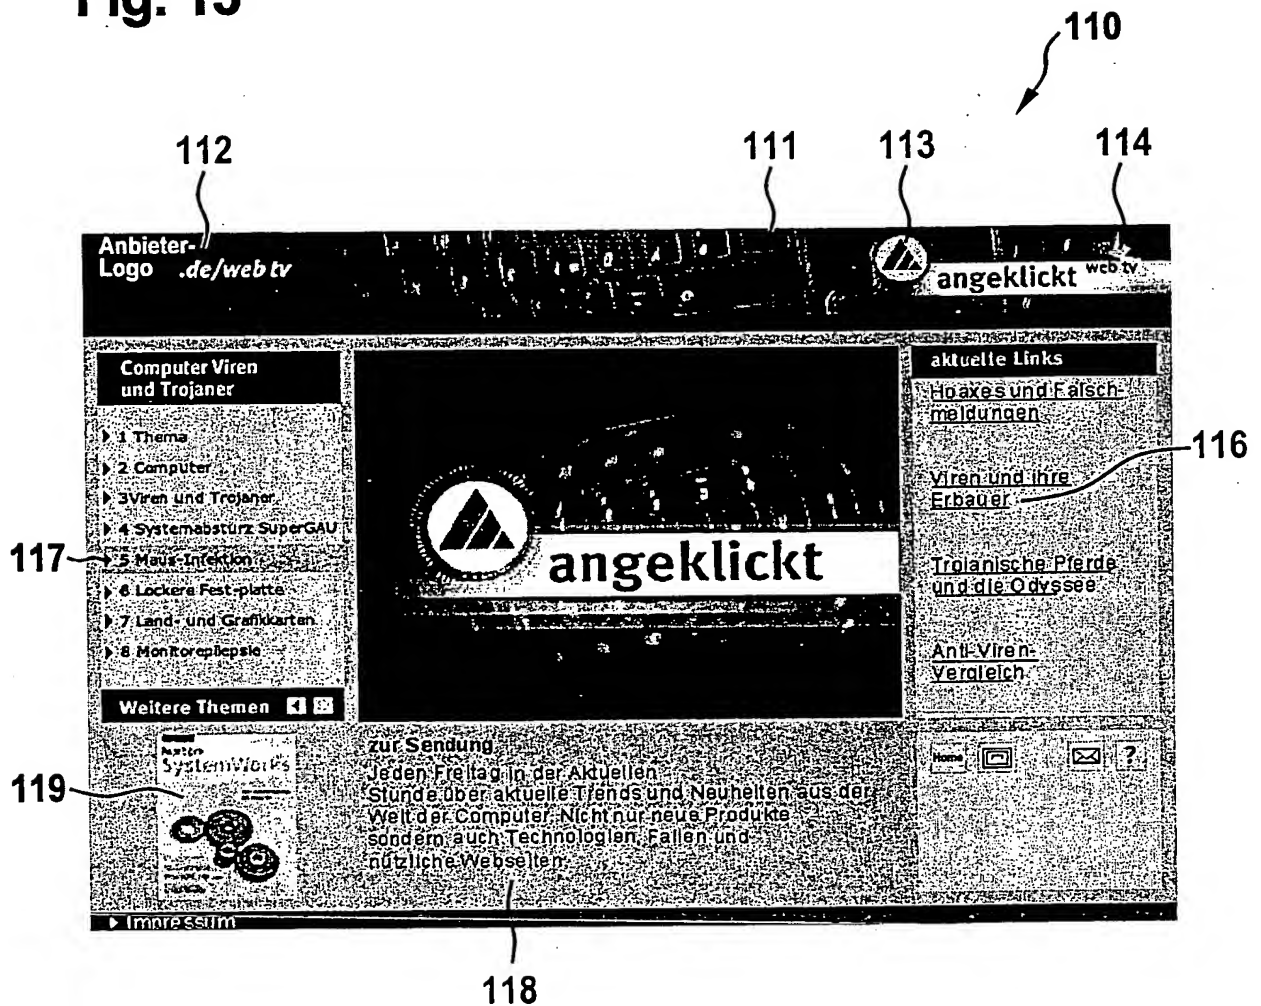 Fig. 15
110
112
111
113
114
Anbieter-
Logo .de/web tv
angeklickt web tv
Computer Viren
und Trojaner
1 Thema
2 Computer
3Viren und Trojaner
4 Systemabsturz SuperGAU
5 Maus-Infektion
6 Lockere Fest-platte
7 Land- und Grafikkarten
8 Monitorepilepsie
117
Weitere Themen
SystemWorks
119
angeklickt
zur Sendung
Jeden Freitag in der Aktuellen
Stunde über aktuelle Trends und Neuheiten aus der
Welt der Computer. Nicht nur neue Produkte
sondern auch Technologien, Fallen und
nützliche Webseiten.
118
aktuelle Links
Hoaxes und Falsch-
meldungen
Viren und ihre
Erbauer
116
Trojanische Pferde
und die Odyssee
Anti-Viren-
Vergleich
Home
?
Impressum